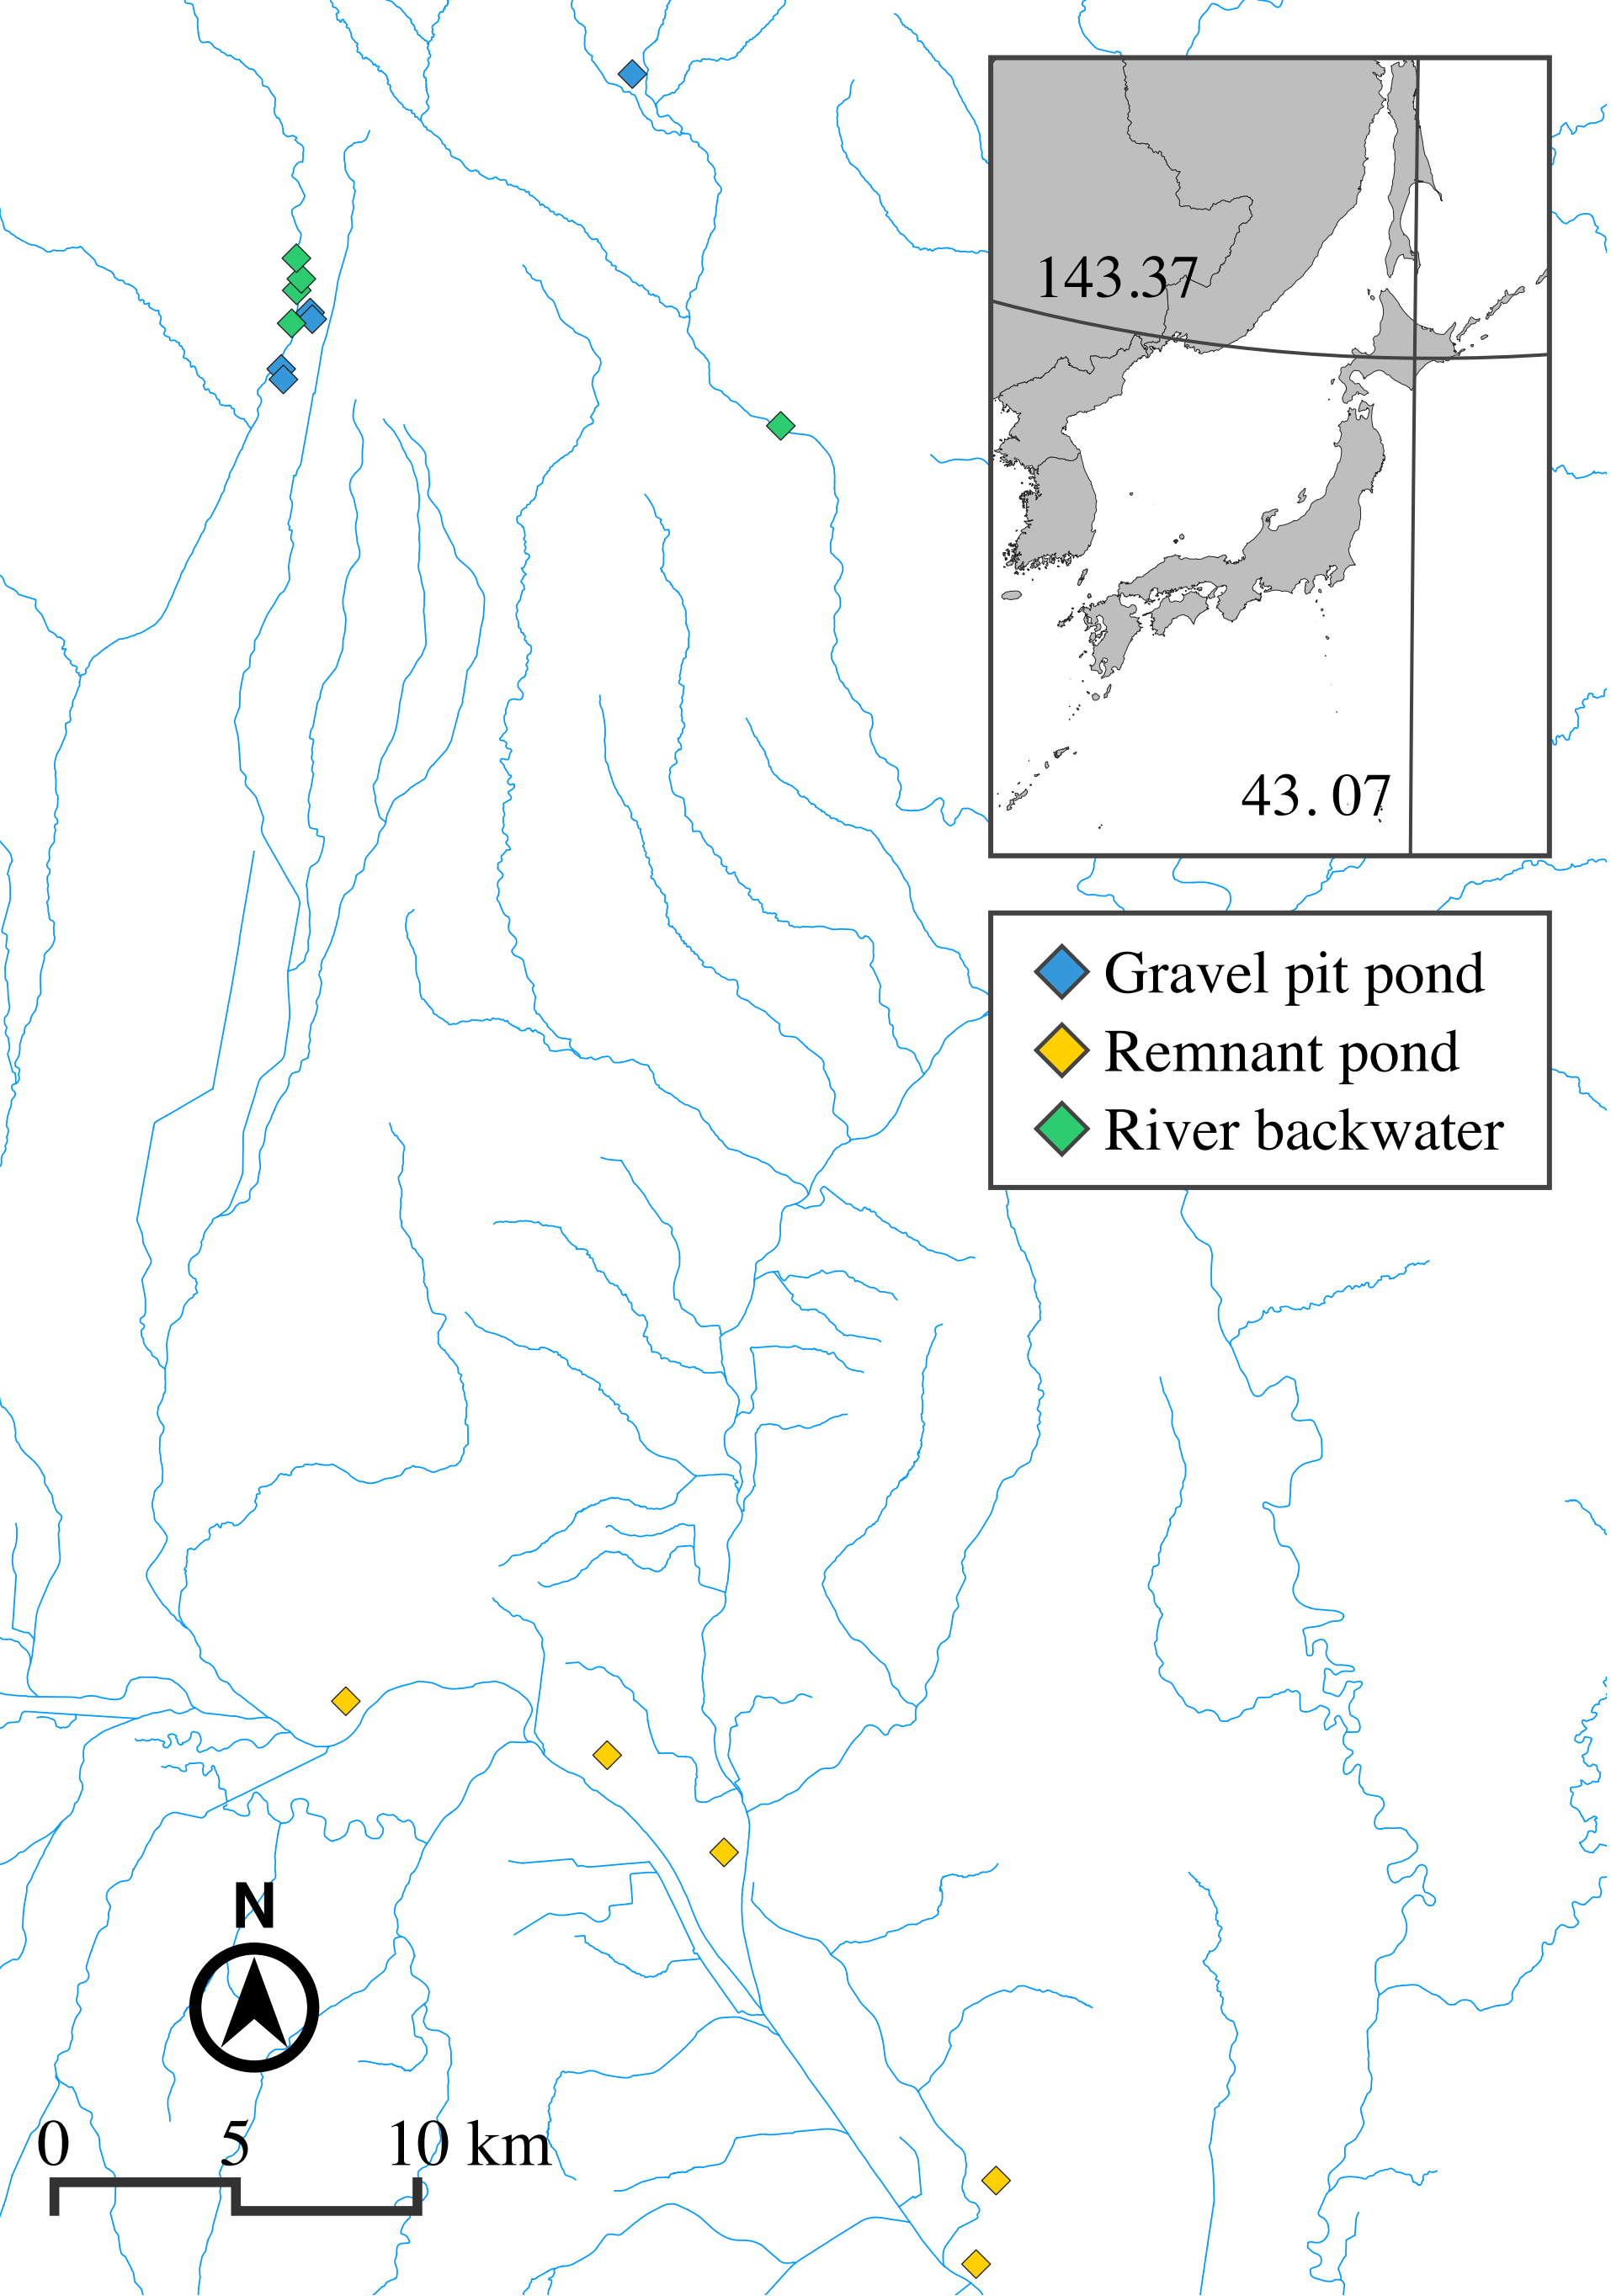 143.37
43. 07
Gravel pit pond
Remnant pond
River backwater
N
0 5 10 km